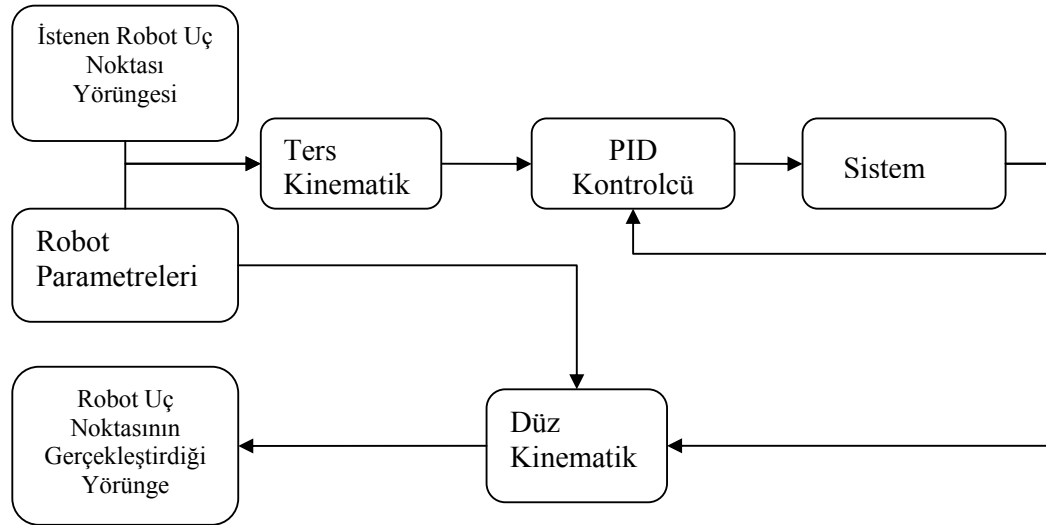 İstenen Robot Uç
Noktası
Yörüngesi
Ters
Kinematik
PID
Kontrolcü
Sistem
Robot
Parametreleri
Robot Uç
Noktasının
Gerçekleştirdiği
Yörünge
Düz
Kinematik